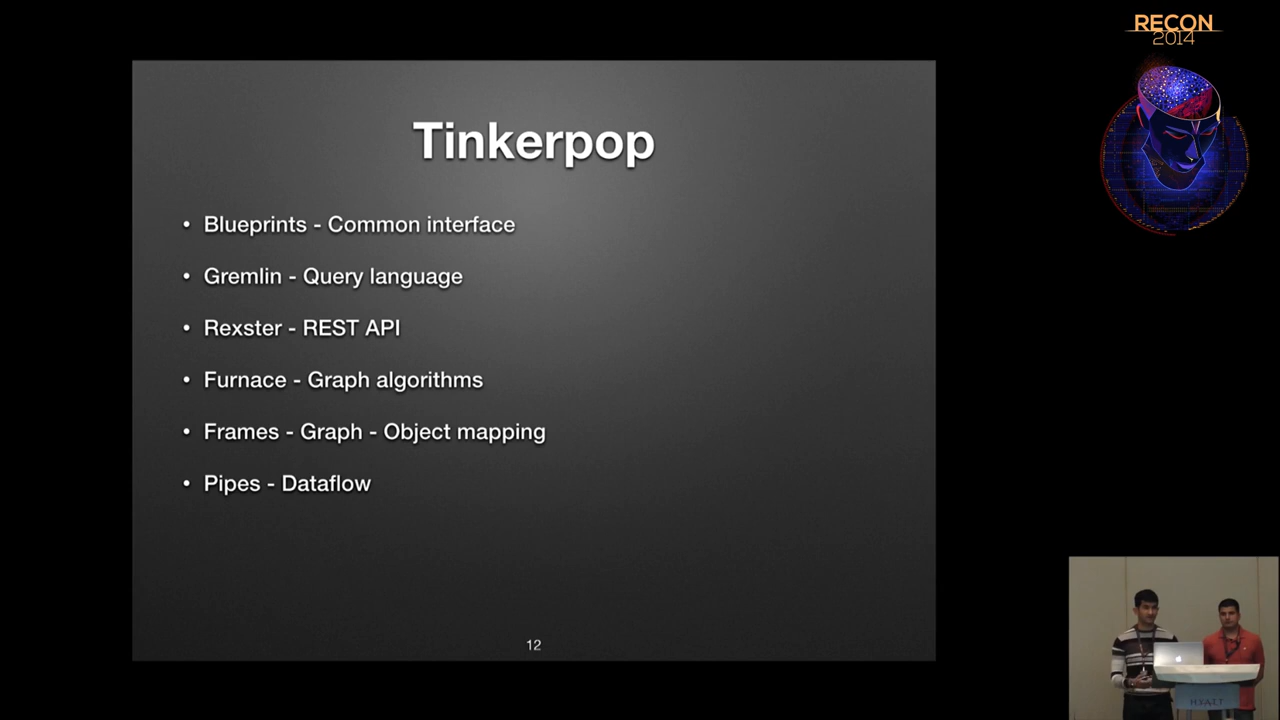 RECON
2014
Tinkerpop
• Blueprints - Common interface
• Gremlin - Query language
• Rexster - REST API
• Furnace - Graph algorithms
• Frames - Graph - Object mapping
• Pipes - Dataflow
12
HYATT